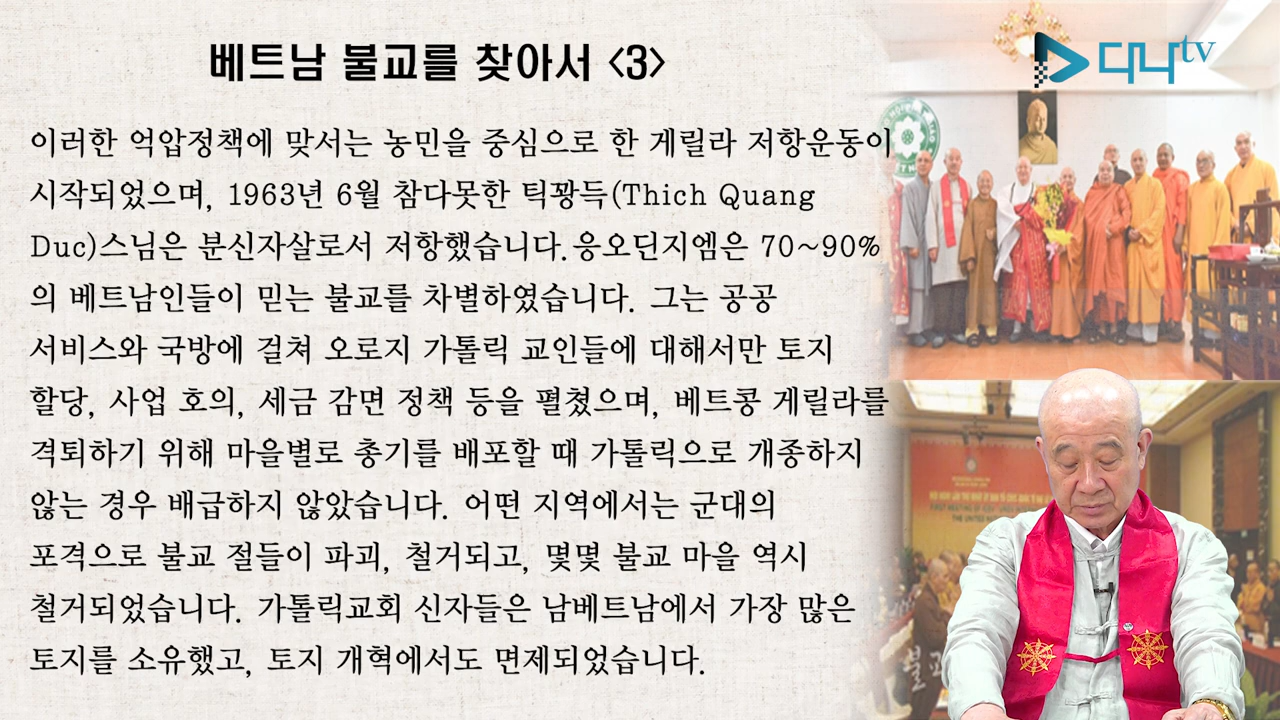 베트남 불교를 찾아서 <3>
디나tv
이러한 억압정책에 맞서는 농민을 중심으로 한 게릴라 저항운동이
시작되었으며, 1963년 6월 참다못한 틱꽝득(Thich Quang
Duc)스님은 분신자살로서 저항했습니다.응오딘지엠은 70~90%
의 베트남인들이 믿는 불교를 차별하였습니다. 그는 공공
서비스와 국방에 걸쳐 오로지 가톨릭 교인들에 대해서만 토지
할당, 사업 호의, 세금 감면 정책 등을 펼쳤으며, 베트콩 게릴라를
격퇴하기 위해 마을별로 총기를 배포할 때 가톨릭으로 개종하지
않는 경우 배급하지 않았습니다. 어떤 지역에서는 군대의
포격으로 불교 절들이 파괴, 철거되고, 몇몇 불교 마을 역시
철거되었습니다. 가톨릭교회 신자들은 남베트남에서 가장 많은
토지를 소유했고, 토지 개혁에서도 면제되었습니다.
FIRST MEETING OF
THE UNITED
불교